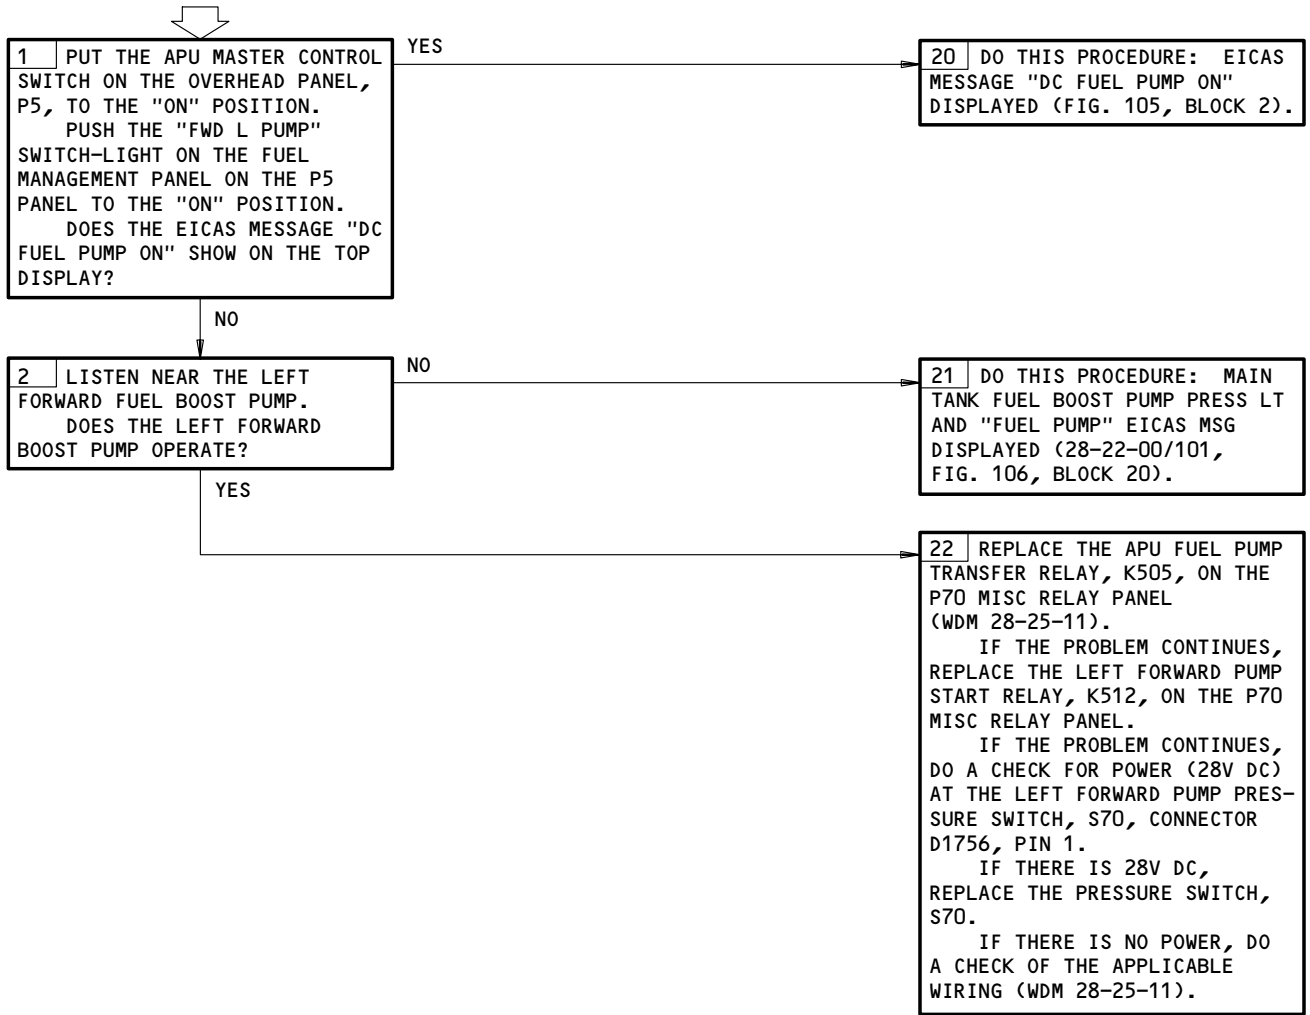 1 PUT THE APU MASTER CONTROL
SWITCH ON THE OVERHEAD PANEL,
P5, TO THE "ON" POSITION.
PUSH THE "FWD L PUMP"
SWITCH-LIGHT ON THE FUEL
MANAGEMENT PANEL ON THE P5
PANEL TO THE "ON" POSITION.
DOES THE EICAS MESSAGE "DC
FUEL PUMP ON" SHOW ON THE TOP
DISPLAY?
YES
20 DO THIS PROCEDURE: EICAS
MESSAGE "DC FUEL PUMP ON"
DISPLAYED (FIG. 105, BLOCK 2).
NO
2 LISTEN NEAR THE LEFT
FORWARD FUEL BOOST PUMP.
DOES THE LEFT FORWARD
BOOST PUMP OPERATE?
NO
21 DO THIS PROCEDURE: MAIN
TANK FUEL BOOST PUMP PRESS LT
AND "FUEL PUMP" EICAS MSG
DISPLAYED (28-22-00/101,
FIG. 106, BLOCK 20).
YES
22 REPLACE THE APU FUEL PUMP
TRANSFER RELAY, K505, ON THE
P70 MISC RELAY PANEL
(WDM 28-25-11).
IF THE PROBLEM CONTINUES,
REPLACE THE LEFT FORWARD PUMP
START RELAY, K512, ON THE P70
MISC RELAY PANEL.
IF THE PROBLEM CONTINUES,
DO A CHECK FOR POWER (28V DC)
AT THE LEFT FORWARD PUMP PRES-
SURE SWITCH, S70, CONNECTOR
D1756, PIN 1.
IF THERE IS 28V DC,
REPLACE THE PRESSURE SWITCH,
S70.
IF THERE IS NO POWER, DO
A CHECK OF THE APPLICABLE
WIRING (WDM 28-25-11).